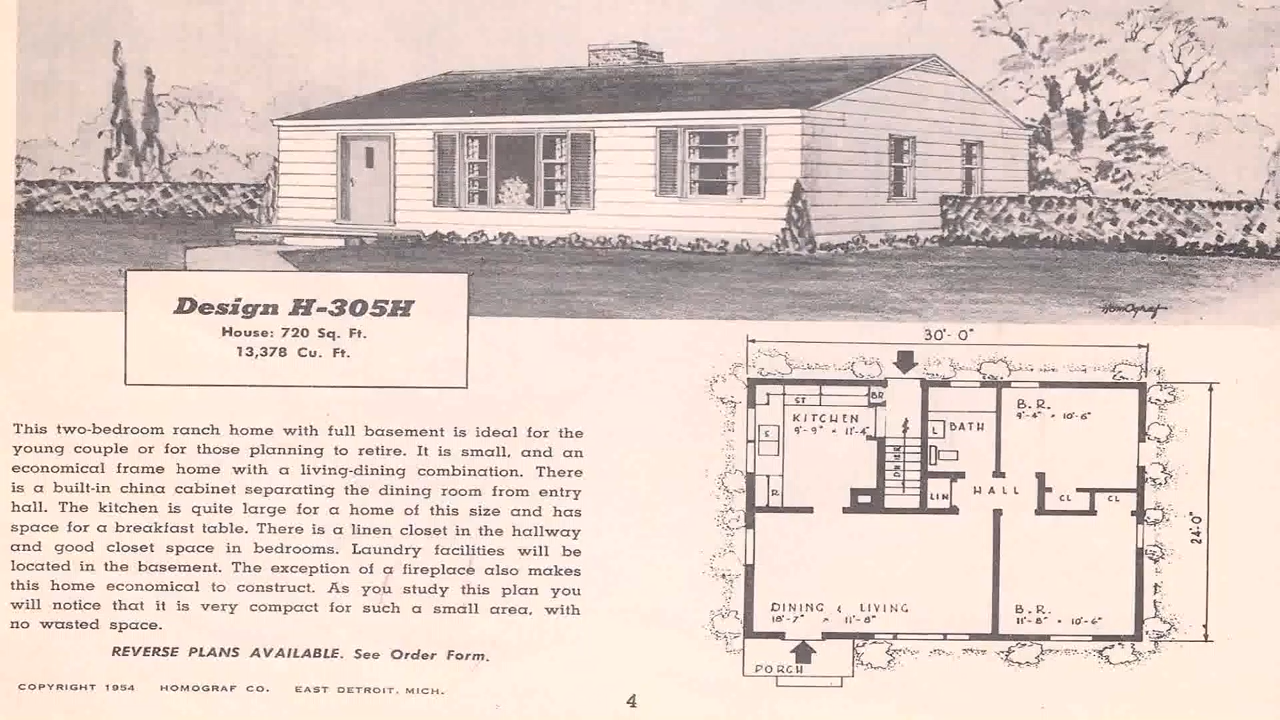 HomOgraf
Design H-305H
House: 720 Sq. Ft.
13,378 Cu. Ft.
This two-bedroom ranch home with full basement is ideal for the
young couple or for those planning to retire. It is small, and an
economical frame home with a living-dining combination. There
is a built-in china cabinet separating the dining room from entry
hall. The kitchen is quite large for a home of this size and has
space for a breakfast table. There is a linen closet in the hallway
and good closet space in bedrooms. Laundry facilities will be
located in the basement. The exception of a fireplace also makes
this home economical to construct. As you study this plan you
will notice that it is very compact for such a small area, with
no wasted space.
REVERSE PLANS AVAILABLE. See Order Form.
COPYRIGHT 1954 HOMOGRAF CO. EAST DETROIT, MICH.
30'-0"
ST
BR
KITCHEN
9'-9" x 11'-4"
S
R
DN
L
BATH
B.R.
9'-4" x 10'-6"
LIN
HALL
CL
CL
24'-0"
DINING & LIVING
18'-7" x 11'-8"
B.R.
11'-8" x 10'-6"
PORCH
4